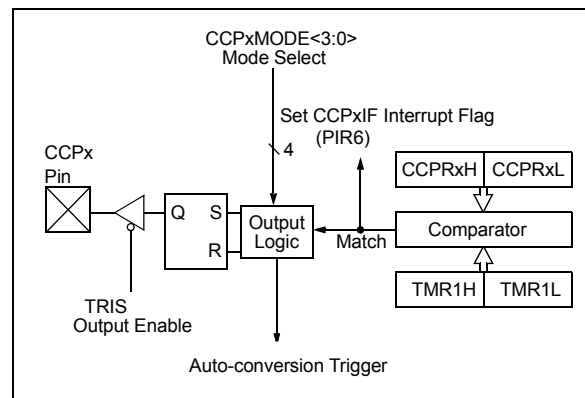 CCPxMODE<3:0>
Mode Select
Set CCPxIF Interrupt Flag
(PIR6)
4
CCPx
Pin
CCPRxH
CCPRxL
Q
S
R
Output
Logic
Match
Comparator
TMR1H
TMR1L
TRIS
Output Enable
Auto-conversion Trigger